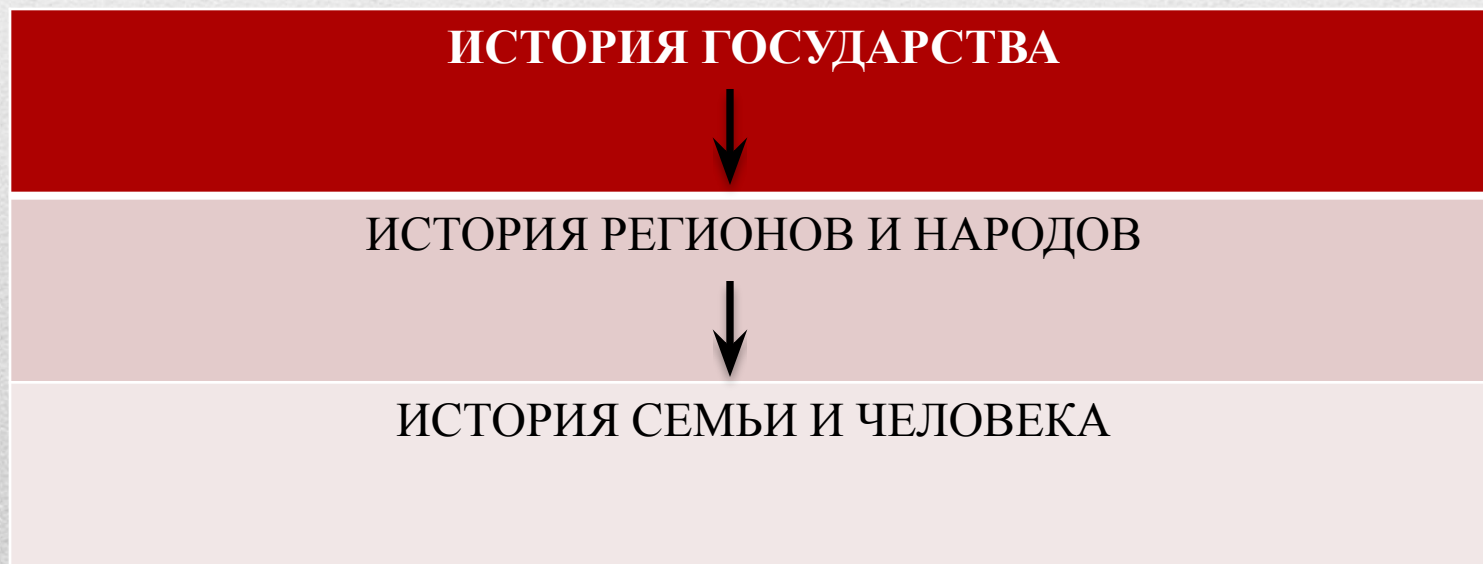 ИСТОРИЯ ГОСУДАРСТВА
ИСТОРИЯ РЕГИОНОВ И НАРОДОВ
ИСТОРИЯ СЕМЬИ И ЧЕЛОВЕКА